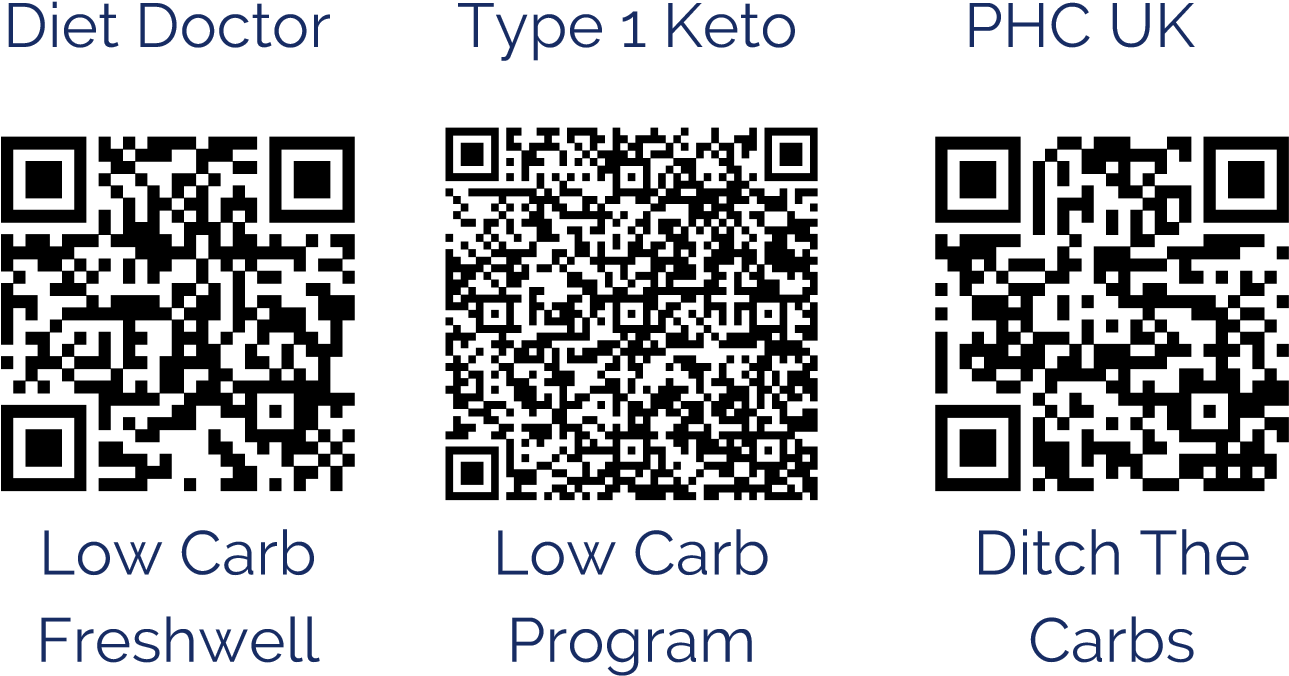 Diet Doctor
Type 1 Keto
PHC UK
Low Carb
Freshwell
Low Carb
Program
Ditch The
Carbs